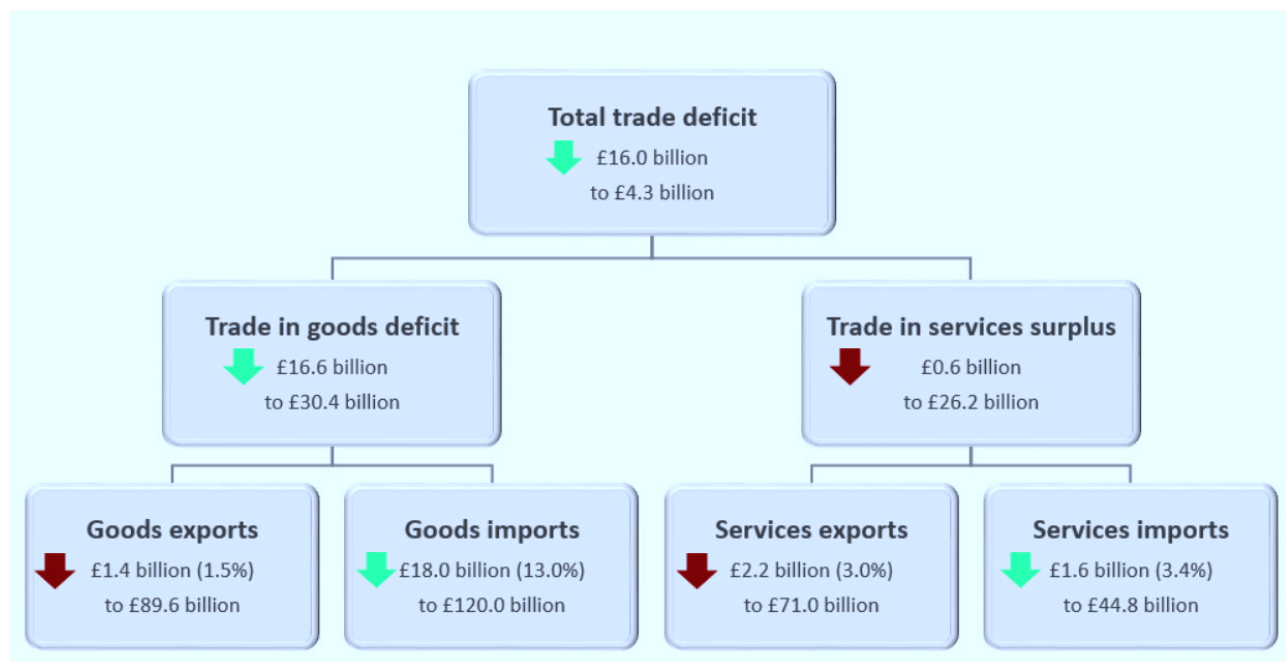 Total trade deficit
£16.0 billion
to £4.3 billion
Trade in goods deficit
£16.6 billion
to £30.4 billion
Trade in services surplus
£0.6 billion
to £26.2 billion
Goods exports
£1.4 billion (1.5%)
to £89.6 billion
Goods imports
£18.0 billion (13.0%)
to £120.0 billion
Services exports
£2.2 billion (3.0%)
to £71.0 billion
Services imports
£1.6 billion (3.4%)
to £44.8 billion